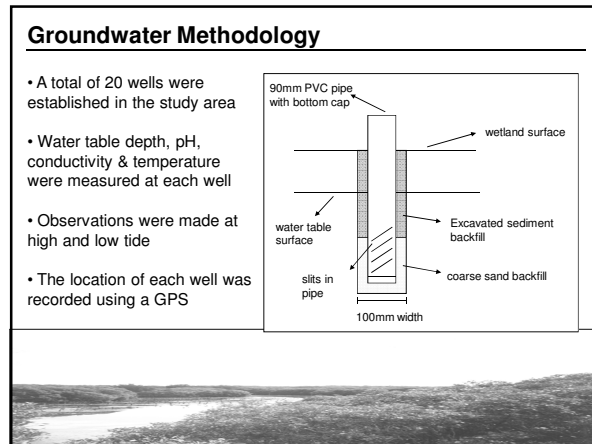 Groundwater Methodology
• A total of 20 wells were
established in the study area
• Water table depth, pH,
conductivity & temperature
were measured at each well
• Observations were made at
high and low tide
• The location of each well was
recorded using a GPS
90mm PVC pipe
with bottom cap
wetland surface
water table
surface
Excavated sediment
backfill
slits in
pipe
coarse sand backfill
100mm width